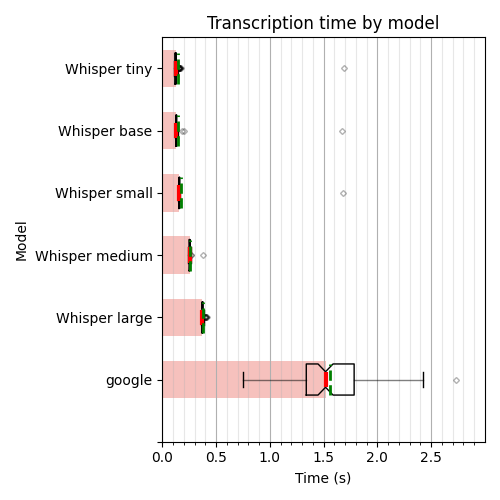 Transcription time by model
Whisper tiny
Whisper base
Whisper small
Whisper medium
Whisper large
google
Model
0.0 0.5 1.0 1.5 2.0 2.5
Time (s)